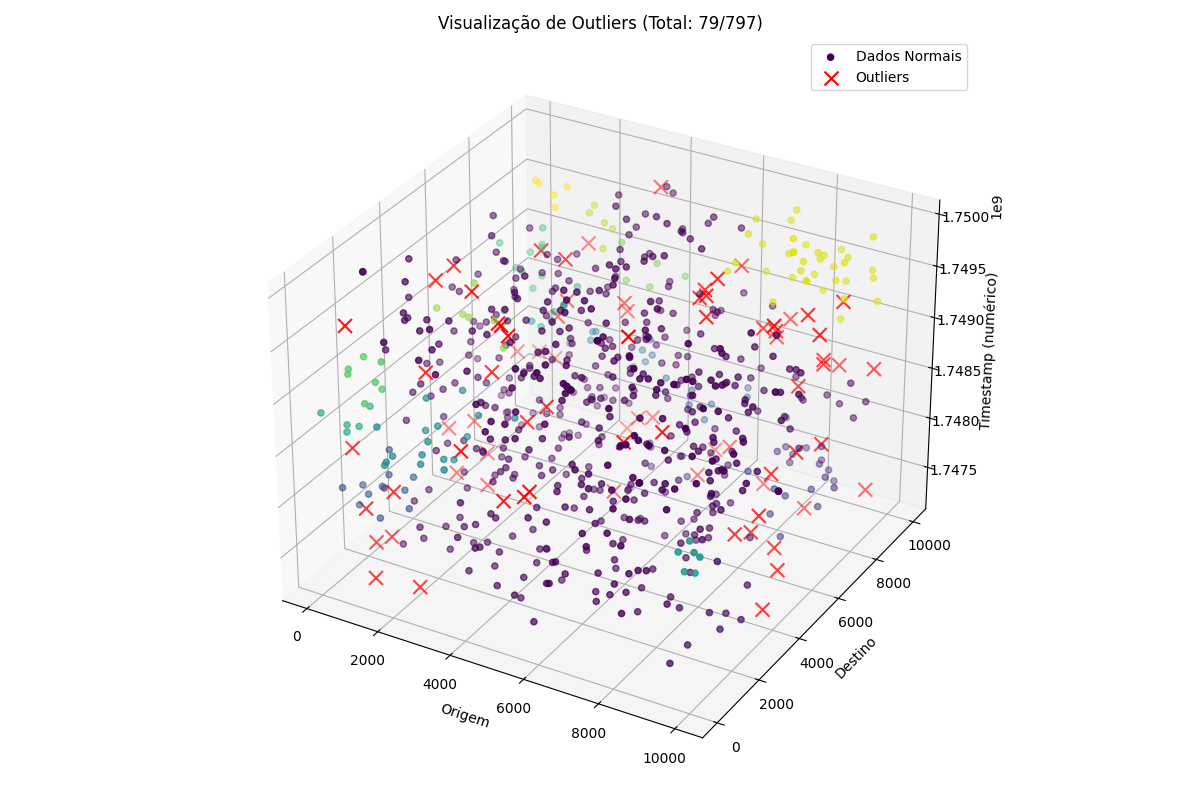 Visualização de Outliers (Total: 79/797)
Dados Normais
Outliers
1e9
1.7500
1.7495
1.7490
1.7485
1.7480
1.7475
Timestamp (numérico)
0
2000
4000
6000
8000
10000
Origem
0
2000
4000
6000
8000
10000
Destino